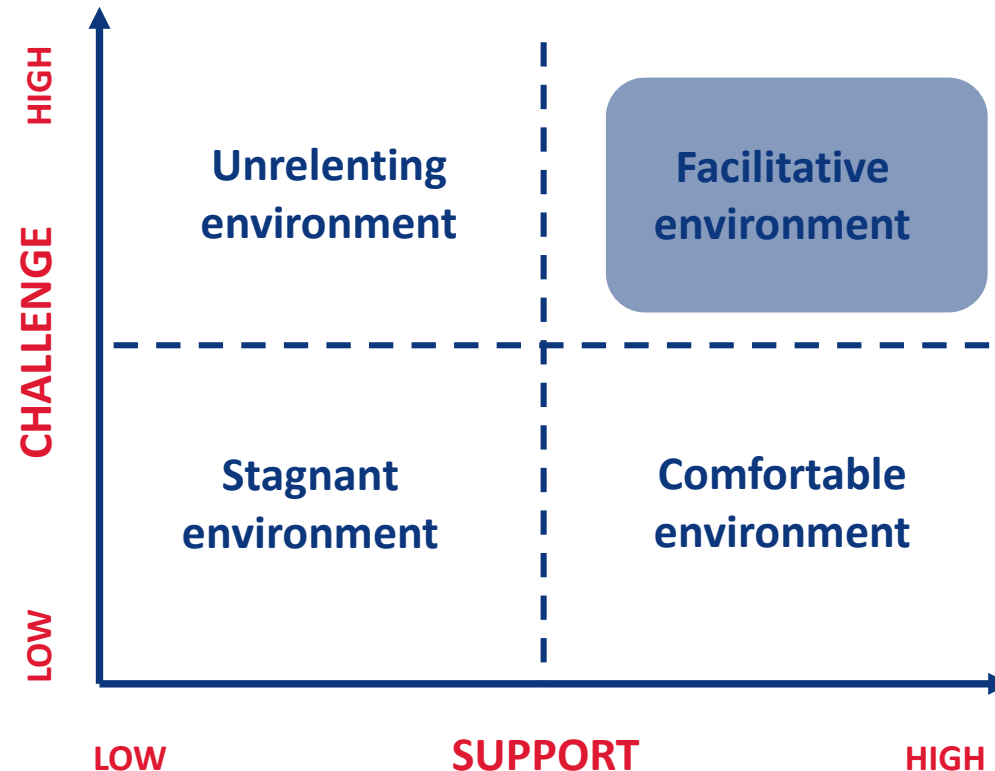 HIGH
Unrelenting
environment
Facilitative
environment
CHALLENGE
Stagnant
environment
Comfortable
environment
LOW
LOW
SUPPORT
HIGH